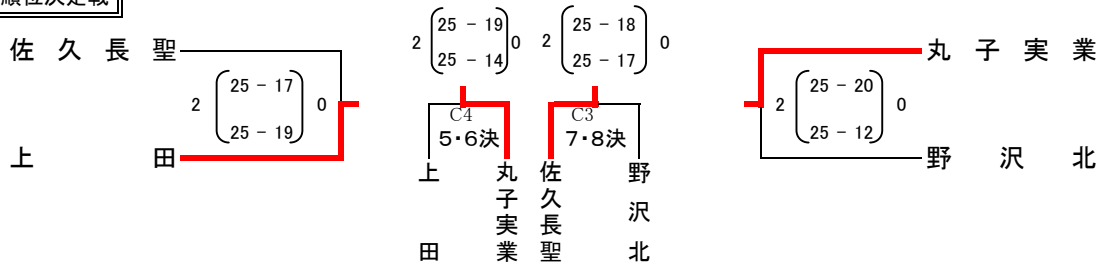 順位決定戦
佐久長聖
上田
2 25 - 17 0
25 - 19
2 25 - 19 0
25 - 14
2 25 - 18 0
25 - 17
C4
5・6決
C3
7・8決
上田
丸子実業
佐久長聖
野沢北
丸子実業
野沢北
2 25 - 20 0
25 - 12